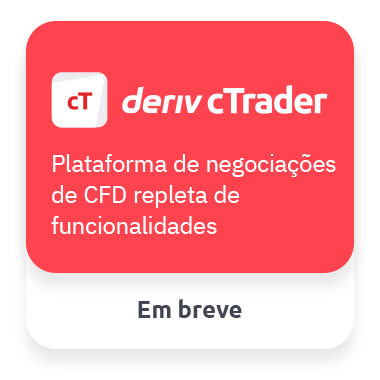 cT deriv cTrader
Plataforma de negociações
de CFD repleta de
funcionalidades
Em breve